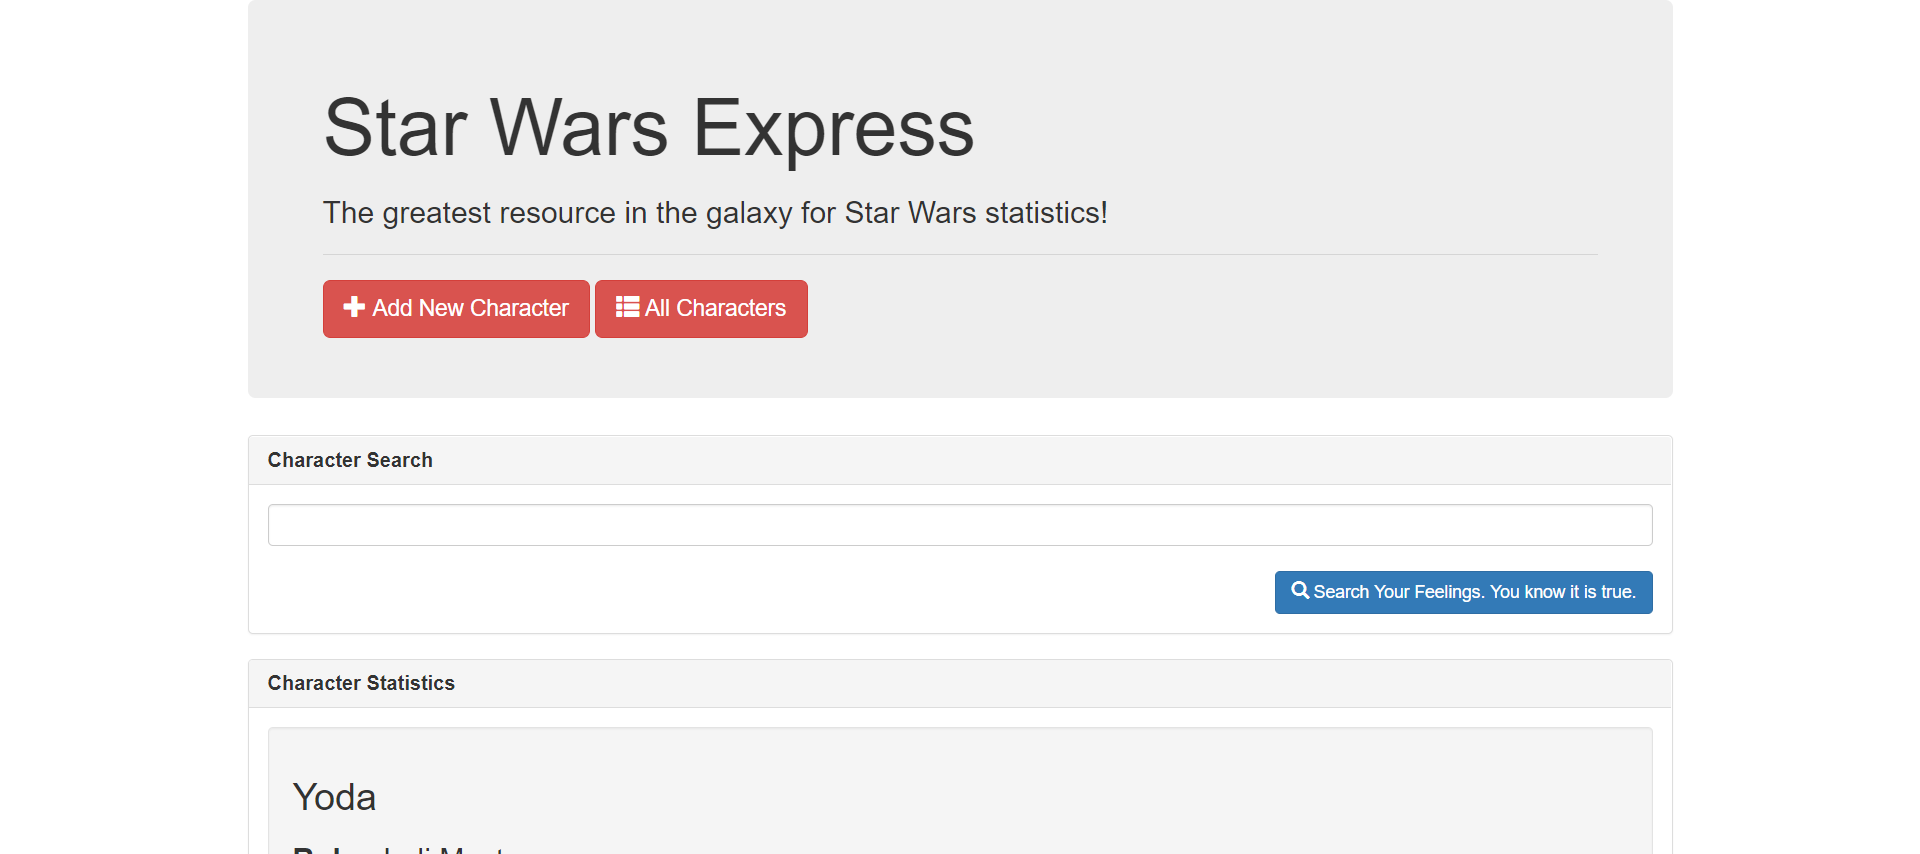 Star Wars Express
The greatest resource in the galaxy for Star Wars statistics!
Add New Character
All Characters
Character Search
Search Your Feelings. You know it is true.
Character Statistics
Yoda